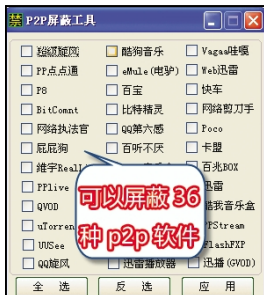 禁 P2P屏蔽工具
超级旋风 酷狗音乐 Vagaa哇嘎
PP点点通 eMule(电驴) Web迅雷
P8 百宝 快车
BitComnt 比特精灵 网络剪刀手
网络执法官 QQ第六感 Poco
屁屁狗 百听不厌 卡盟
维宇RealL 百兆BOX
PPlive 迅雷
QVOD 酷我音乐盒
uTorren PPStream
UUSee FlashFXP
QQ旋风 迅雷播放器 迅播(GVOD)
可以屏蔽 36
种 p2p 软件
全 选 反 选 应 用